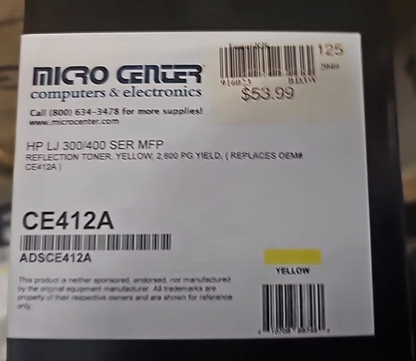 MICRO CENTER
computers & electronics
Call (800) 634-3478 for more supplies!
www.microcenter.com
125
$53.99
HP LJ 300/400 SER MFP
REFLECTION TONER, YELLOW, 2,600 PG YIELD, ( REPLACES OEM#
CE412A )
CE412A
ADSCE412A
YELLOW
This product is neither sponsored, endorsed, nor manufactured
by the original equipment manufacturer. All trademarks are
property of their respective owners and are shown for reference
only.